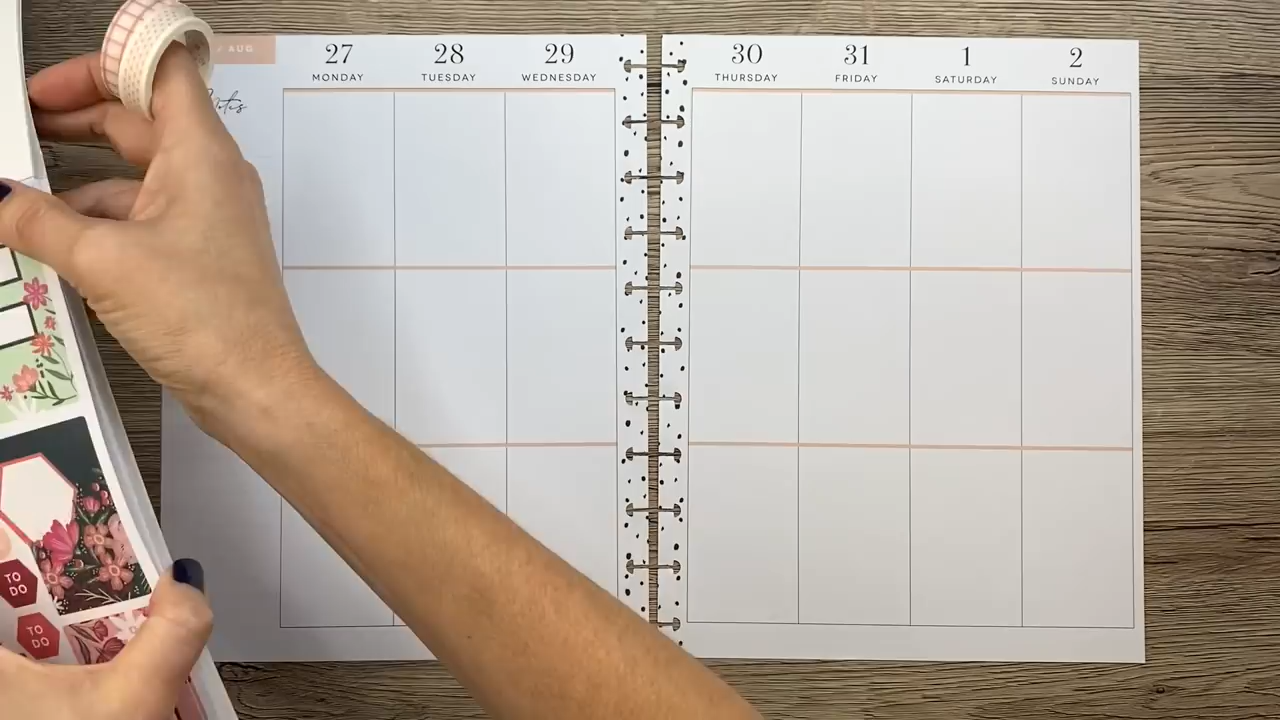 / AUG
27 28 29 30 31 1 2
MONDAY TUESDAY WEDNESDAY THURSDAY FRIDAY SATURDAY SUNDAY
Notes
TO
DO
TO
DO